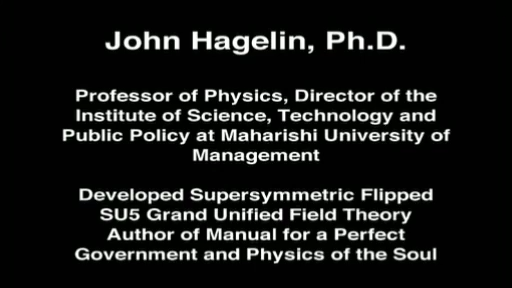 John Hagelin, Ph.D.
Professor of Physics, Director of the
Institute of Science, Technology and
Public Policy at Maharishi University of
Management
Developed Supersymmetric Flipped
SU5 Grand Unified Field Theory
Author of Manual for a Perfect
Government and Physics of the Soul